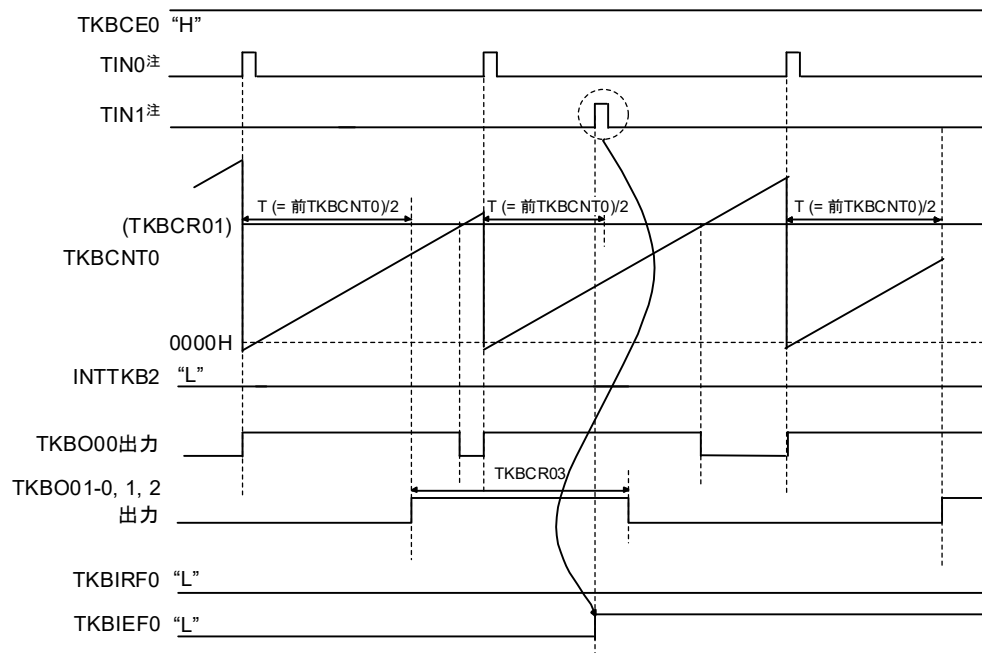 TKBCE0 “H”
TIN0注
TIN1注
T (= 前TKBCNT0)/2 T (= 前TKBCNT0)/2 T (= 前TKBCNT0)/2
(TKBCR01)
TKBCNT0
0000H
INTTKB2 “L”
TKBO00出力
TKBCR03
TKBO01-0, 1, 2
出力
TKBIRF0 “L”
TKBIEF0 “L”